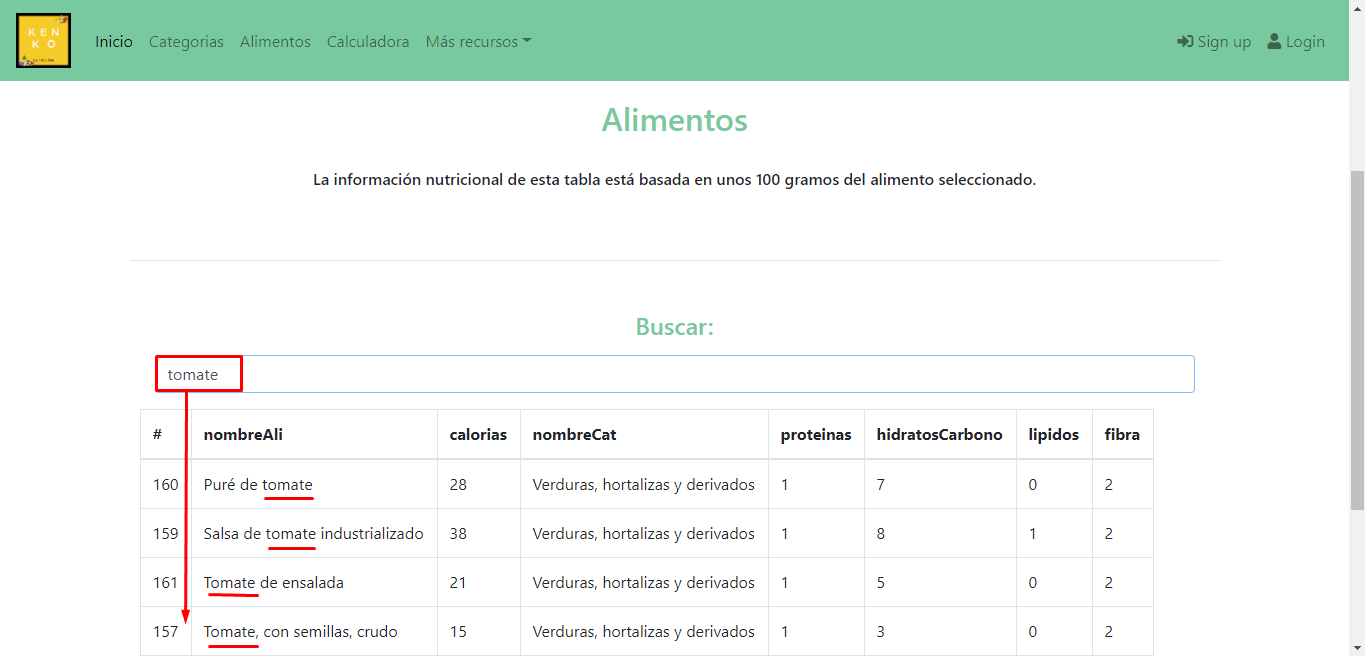 KEN
KO
Inicio Categorias Alimentos Calculadora Más recursos Sign up Login
Alimentos
La información nutricional de esta tabla está basada en unos 100 gramos del alimento seleccionado.
Buscar:
tomate
# nombreAli calorias nombreCat proteinas hidratosCarbono lipidos fibra
160 Puré de tomate 28 Verduras, hortalizas y derivados 1 7 0 2
159 Salsa de tomate industrializado 38 Verduras, hortalizas y derivados 1 8 1 2
161 Tomate de ensalada 21 Verduras, hortalizas y derivados 1 5 0 2
157 Tomate, con semillas, crudo 15 Verduras, hortalizas y derivados 1 3 0 2